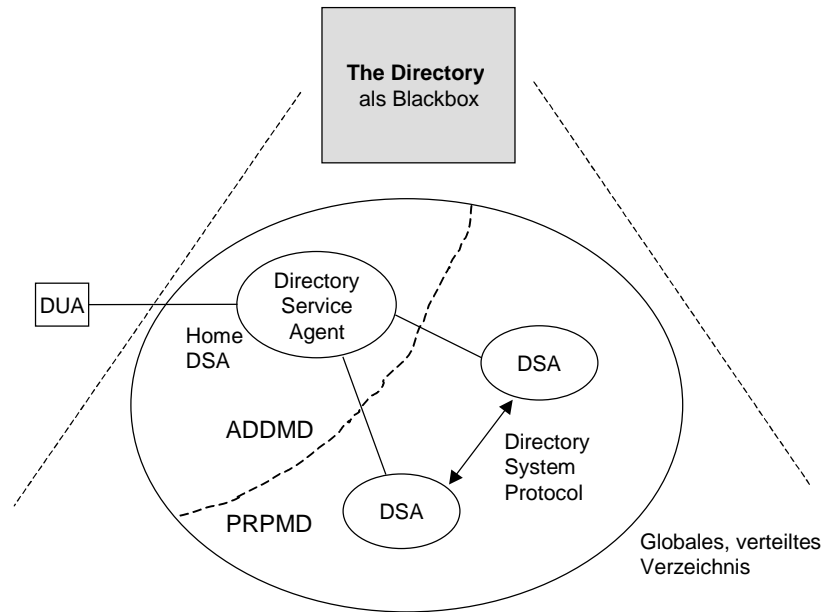 The Directory
als Blackbox
DUA
Directory
Service
Agent
Home
DSA
DSA
ADDMD
Directory
System
Protocol
DSA
PRPMD
Globales, verteiltes
Verzeichnis